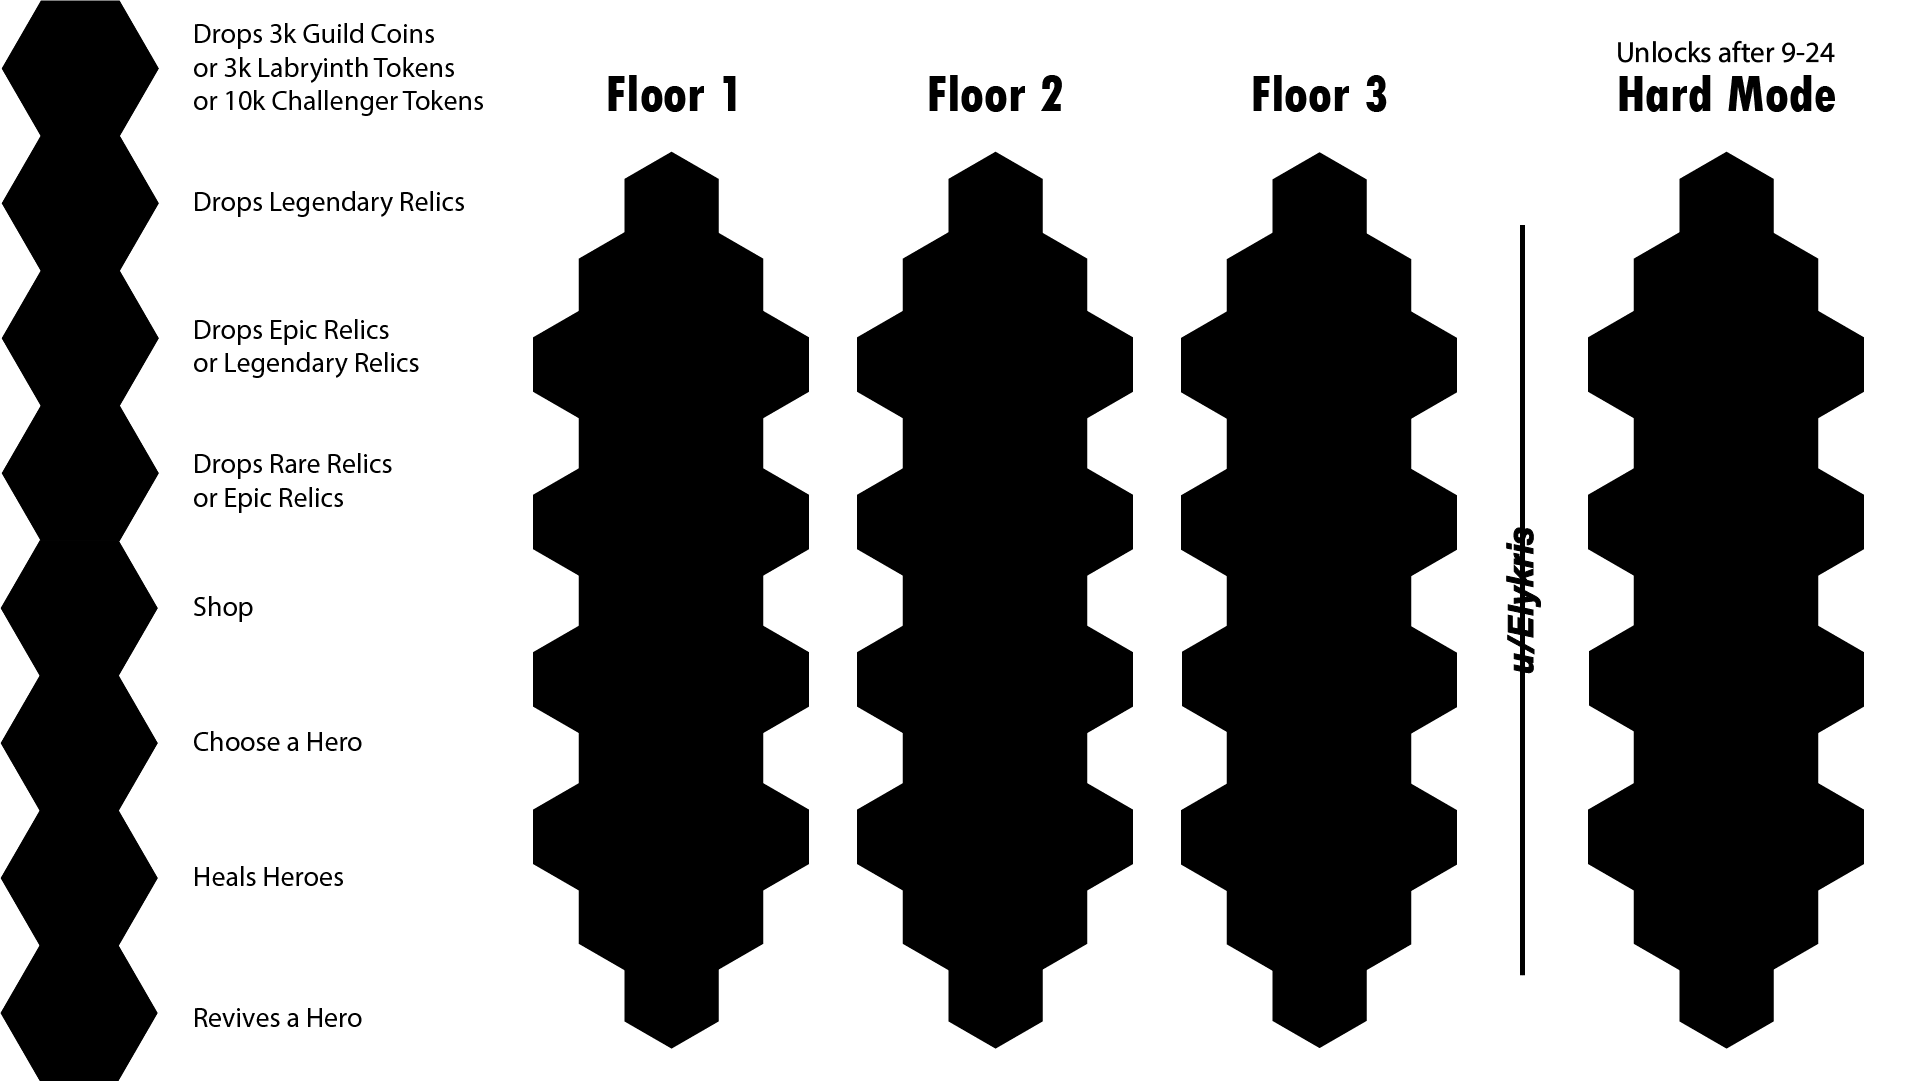 Drops 3k Guild Coins
or 3k Labryinth Tokens
or 10k Challenger Tokens
Drops Legendary Relics
Drops Epic Relics
or Legendary Relics
Drops Rare Relics
or Epic Relics
Shop
Choose a Hero
Heals Heroes
Revives a Hero
Floor 1
Floor 2
Floor 3
u/Elykris
Unlocks after 9-24
Hard Mode